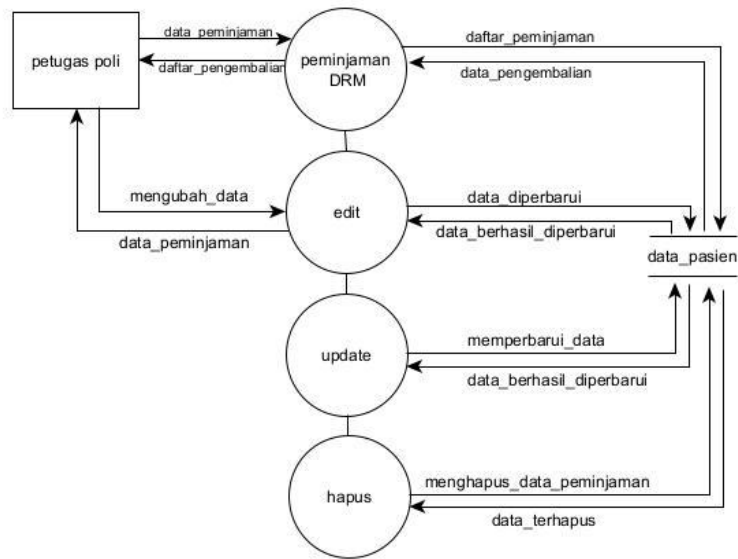 data_peminjaman
daftar_peminjaman
petugas poli
peminjaman
DRM
daftar_pengembalian
data_pengembalian
mengubah_data
edit
data_diperbarui
data_peminjaman
data_berhasil_diperbarui
data_pasien
update
memperbarui_data
data_berhasil_diperbarui
hapus
menghapus_data_peminjaman
data_terhapus